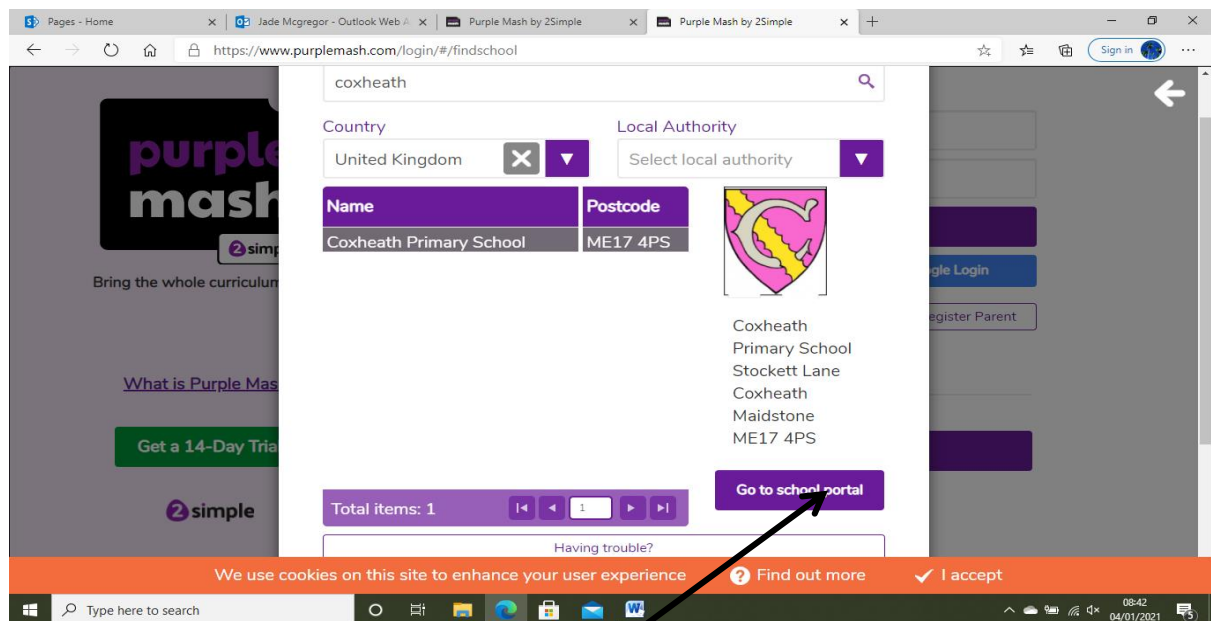 Pages - Home
Jade Mcgregor - Outlook Web A
Purple Mash by 2Simple
Purple Mash by 2Simple
https://www.purplemash.com/login/#/findschool
Sign in
coxheath
Country
Local Authority
United Kingdom
Select local authority
Name
Postcode
Coxheath Primary School
ME17 4PS
Coxheath
Primary School
Stockett Lane
Coxheath
Maidstone
ME17 4PS
Go to school portal
Total items: 1
1
Having trouble?
purple
mash
2simp
Bring the whole curriculum
What is Purple Mas
Get a 14-Day Tria
2simple
gle Login
egister Parent
We use cookies on this site to enhance your user experience
? Find out more
I accept
Type here to search
08:42
04/01/2021
5